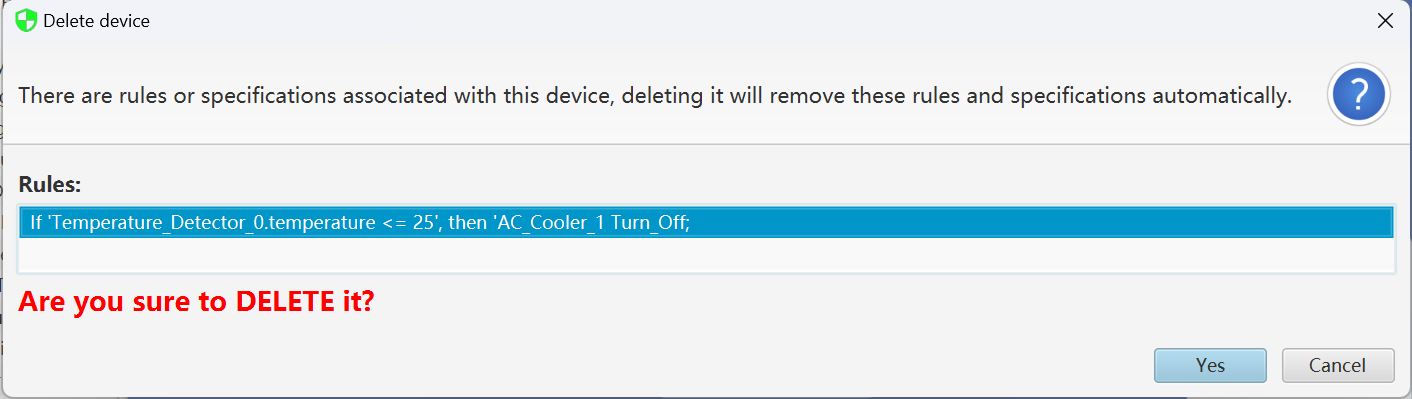 Delete device
There are rules or specifications associated with this device, deleting it will remove these rules and specifications automatically.
?
Rules:
If 'Temperature_Detector_0.temperature <= 25', then 'AC_Cooler_1 Turn_Off;
Are you sure to DELETE it?
Yes Cancel